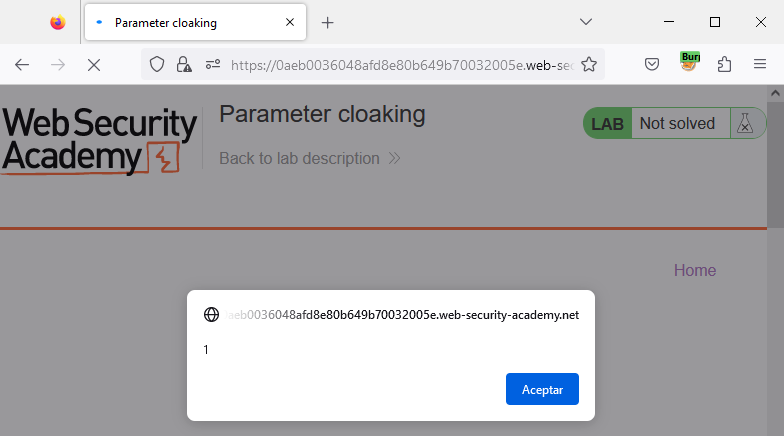 Parameter cloaking
Burp
https://0aeb0036048afd8e80b649b70032005e.web-sec
Web Security
Academy
Parameter cloaking
Back to lab description
LAB
Not solved
Home
aeb0036048afd8e80b649b70032005e.web-security-academy.net
1
Aceptar